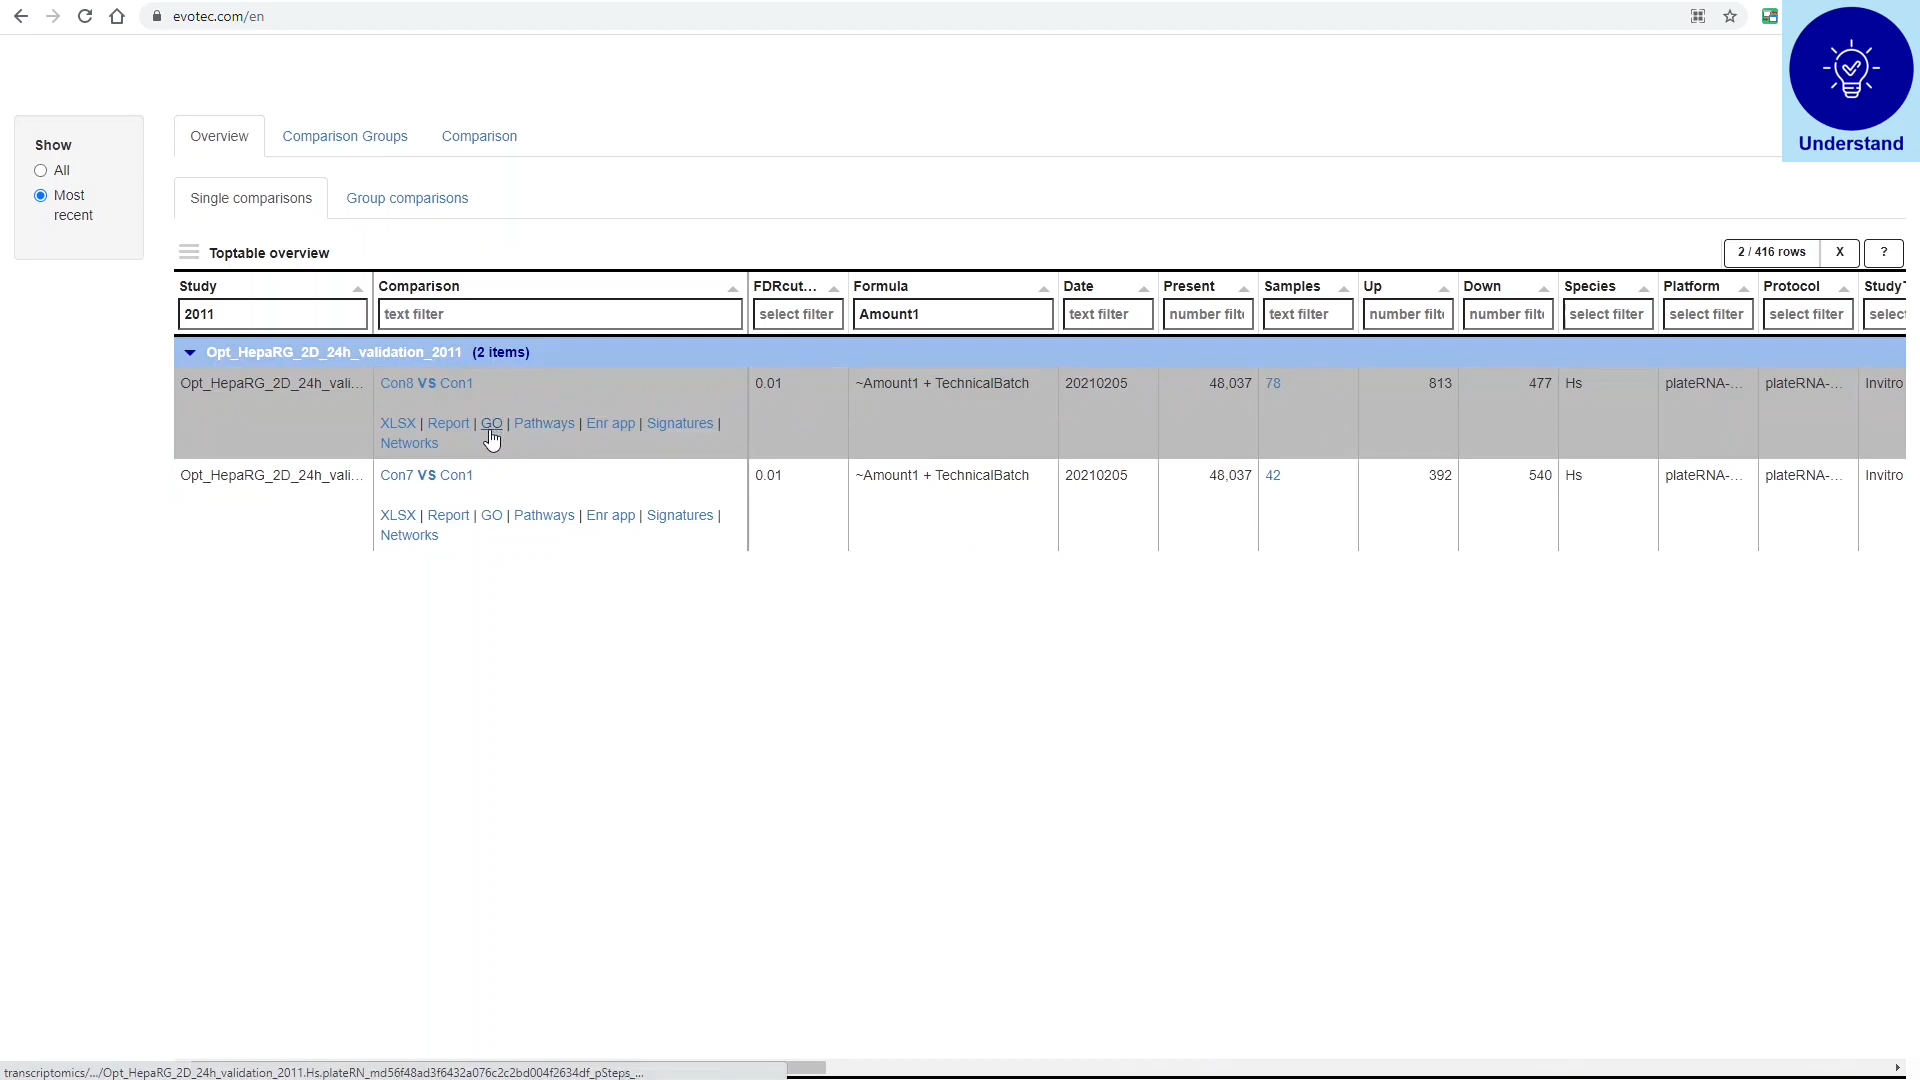 evotec.com/en
Understand
Show
All
Most
recent
Overview
Comparison Groups
Comparison
Single comparisons
Group comparisons
Toptable overview
2 / 416 rows
X
?
Study
Comparison
FDRcut...
Formula
Date
Present
Samples
Up
Down
Species
Platform
Protocol
Study
2011
text filter
select filter
Amount1
text filter
number filt
text filter
number filt
number filt
select filter
select filter
select filter
selec
Opt_HepaRG_2D_24h_validation_2011 (2 items)
Opt_HepaRG_2D_24h_vali...
Con8 VS Con1
0.01
~Amount1 + TechnicalBatch
20210205
48,037
78
813
477
Hs
plateRNA-...
plateRNA-...
Invitro
XLSX | Report | GO | Pathways | Enr app | Signatures |
Networks
Opt_HepaRG_2D_24h_vali...
Con7 VS Con1
0.01
~Amount1 + TechnicalBatch
20210205
48,037
42
392
540
Hs
plateRNA-...
plateRNA-...
Invitro
XLSX | Report | GO | Pathways | Enr app | Signatures |
Networks
transcriptomics/.../Opt_HepaRG_2D_24h_validation_2011.Hs.plateRN_md56f48ad3f6432a076c2c2bd004f2634df_pSteps_...